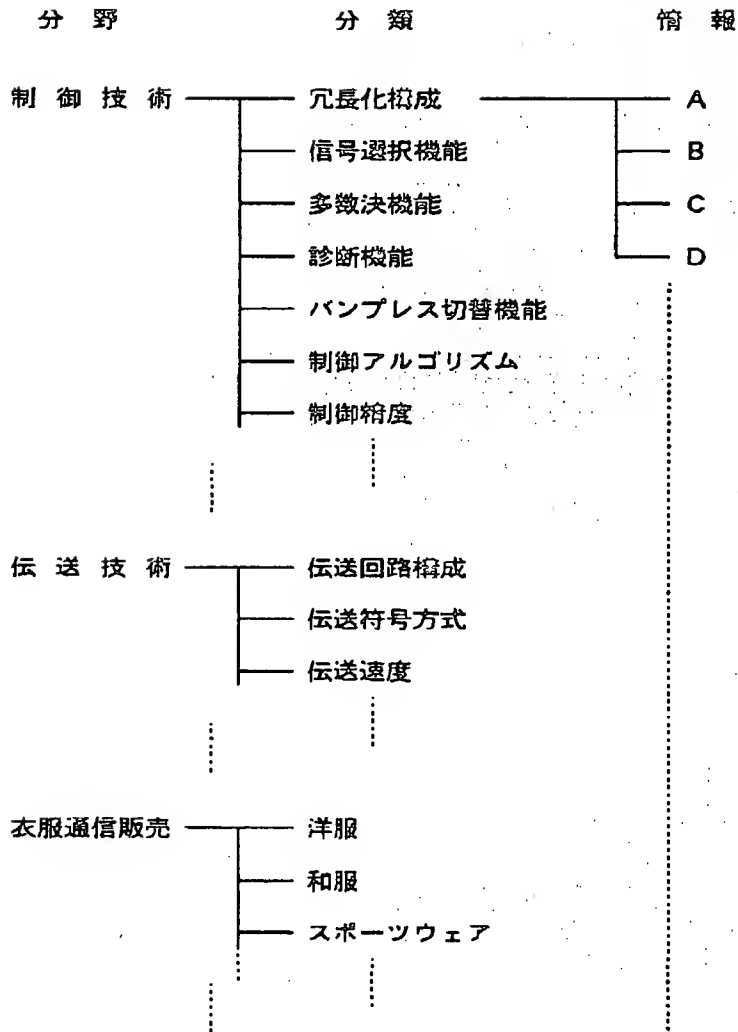 分野 分類 情報
制御技術 冗長化構成 A
信号選択機能 B
多数決機能 C
診断機能 D
バンプレス切替機能
制御アルゴリズム
制御精度
伝送技術 伝送回路構成
伝送符号方式
伝送速度
衣服通信販売 洋服
和服
スポーツウェア